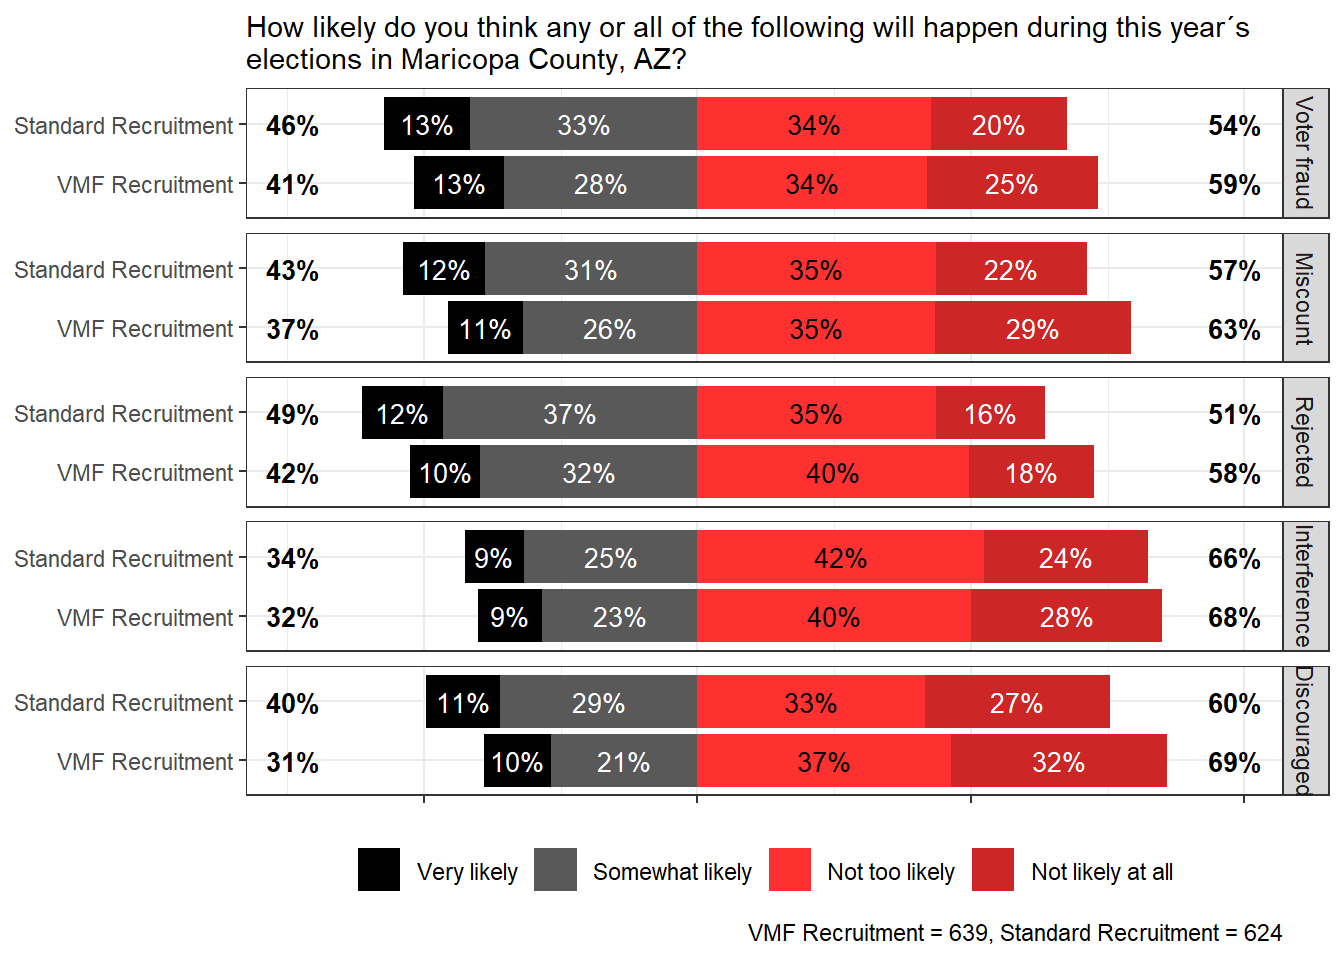 How likely do you think any or all of the following will happen during this year´s
elections in Maricopa County, AZ?
Standard Recruitment 46% 13% 33% 34% 20% 54%
VMF Recruitment 41% 13% 28% 34% 25% 59%
Voter fraud
Standard Recruitment 43% 12% 31% 35% 22% 57%
VMF Recruitment 37% 11% 26% 35% 29% 63%
Miscount
Standard Recruitment 49% 12% 37% 35% 16% 51%
VMF Recruitment 42% 10% 32% 40% 18% 58%
Rejected
Standard Recruitment 34% 9% 25% 42% 24% 66%
VMF Recruitment 32% 9% 23% 40% 28% 68%
Interference
Standard Recruitment 40% 11% 29% 33% 27% 60%
VMF Recruitment 31% 10% 21% 37% 32% 69%
Discouraged
Very likely Somewhat likely Not too likely Not likely at all
VMF Recruitment = 639, Standard Recruitment = 624